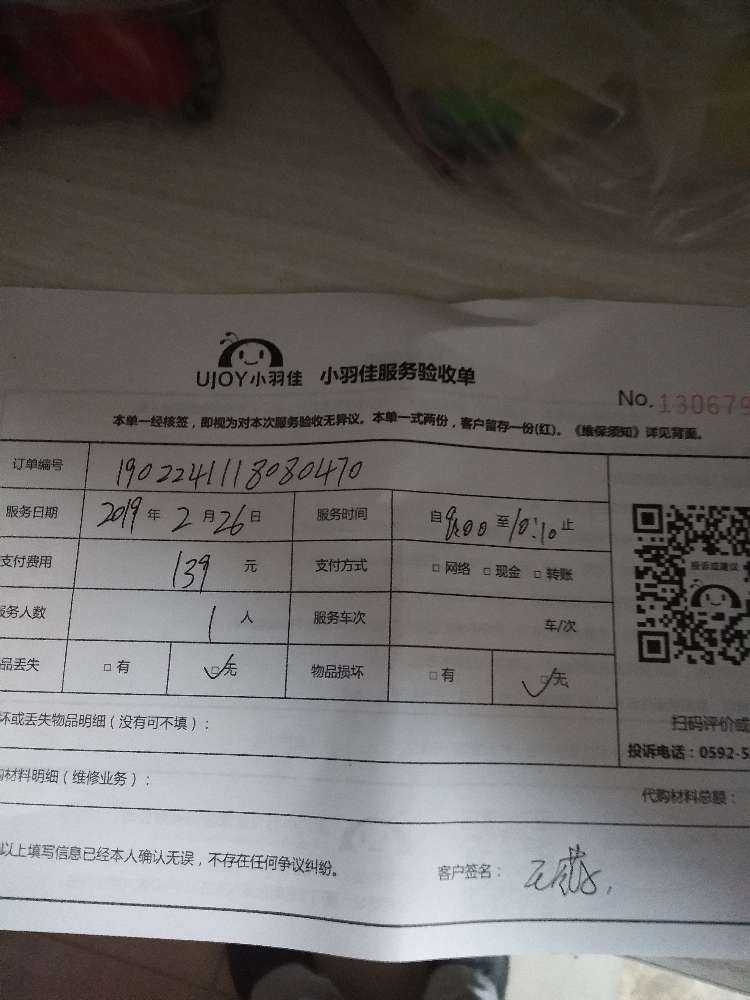 UJOY小羽佳 小羽佳服务验收单
No. 130679
本单一经核签，即视为对本次服务验收无异议。本单一式两份，客户留存一份(红)。《维保须知》详见背面。
订单编号 1902241118080470
服务日期 2019 年 2 月 26 日 服务时间 自 9:00 至 10:10 止
支付费用 139 元 支付方式 □ 网络 □ 现金 □ 转账
务人数 1 人 服务车次 车/次
品丢失 □ 有 □ 无 物品损坏 □ 有 □ 无
投诉或建议
扫码评价或
投诉电话：0592-5
坏或丢失物品明细（没有可不填）：
购材料明细（维修业务）：
代购材料总额：
以上填写信息已经本人确认无误，不存在任何争议纠纷。
客户签名：